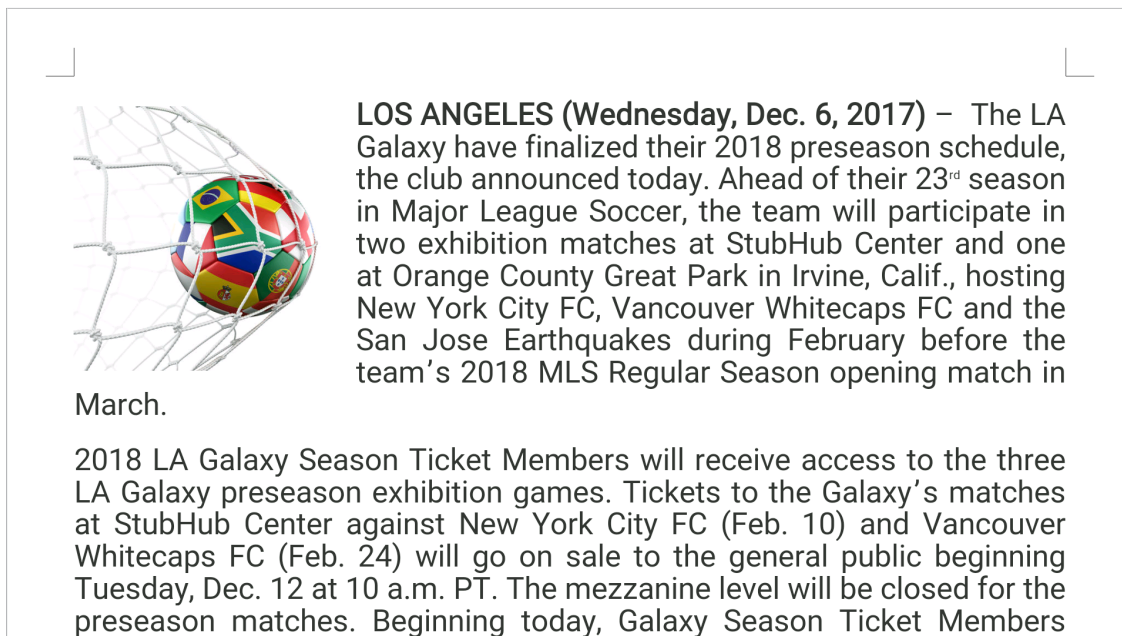 LOS ANGELES (Wednesday, Dec. 6, 2017) – The LA
Galaxy have finalized their 2018 preseason schedule,
the club announced today. Ahead of their 23rd season
in Major League Soccer, the team will participate in
two exhibition matches at StubHub Center and one
at Orange County Great Park in Irvine, Calif., hosting
New York City FC, Vancouver Whitecaps FC and the
San Jose Earthquakes during February before the
team’s 2018 MLS Regular Season opening match in
March.
2018 LA Galaxy Season Ticket Members will receive access to the three
LA Galaxy preseason exhibition games. Tickets to the Galaxy’s matches
at StubHub Center against New York City FC (Feb. 10) and Vancouver
Whitecaps FC (Feb. 24) will go on sale to the general public beginning
Tuesday, Dec. 12 at 10 a.m. PT. The mezzanine level will be closed for the
preseason matches. Beginning today, Galaxy Season Ticket Members